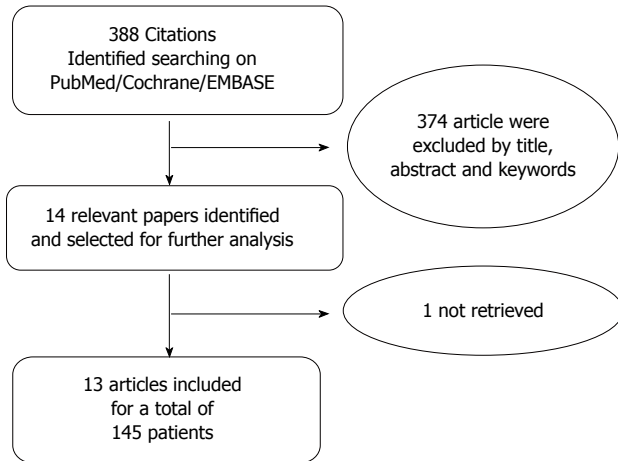 388 Citations
Identified searching on
PubMed/Cochrane/EMBASE
374 article were
excluded by title,
abstract and keywords
14 relevant papers identified
and selected for further analysis
1 not retrieved
13 articles included
for a total of
145 patients